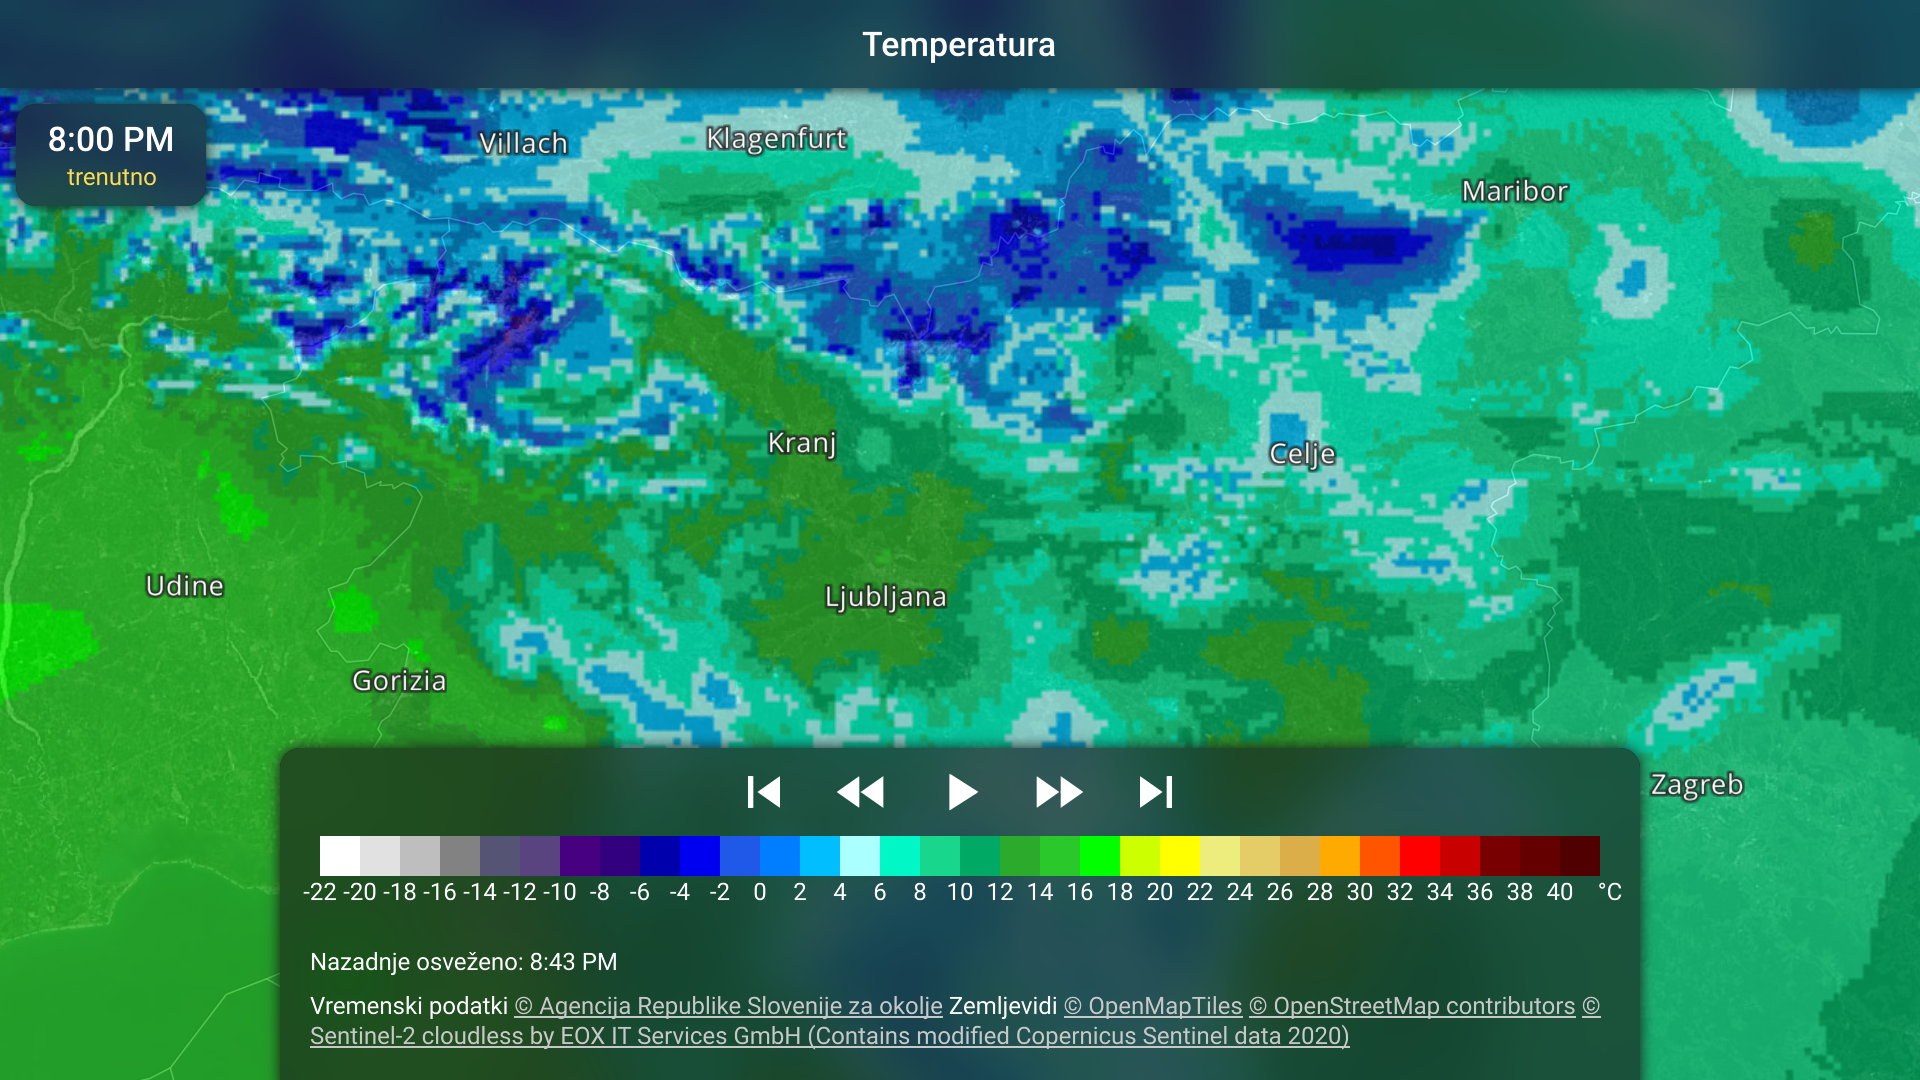 Temperatura
8:00 PM
trenutno
Villach
Klagenfurt
Maribor
Kranj
Celje
Udine
Ljubljana
Gorizia
Zagreb
-22 -20 -18 -16 -14 -12 -10 -8 -6 -4 -2 0 2 4 6 8 10 12 14 16 18 20 22 24 26 28 30 32 34 36 38 40 °C
Nazadnje osveženo: 8:43 PM
Vremenski podatki © Agencija Republike Slovenije za okolje Zemljevidi © OpenMapTiles © OpenStreetMap contributors ©
Sentinel-2 cloudless by EOX IT Services GmbH (Contains modified Copernicus Sentinel data 2020)